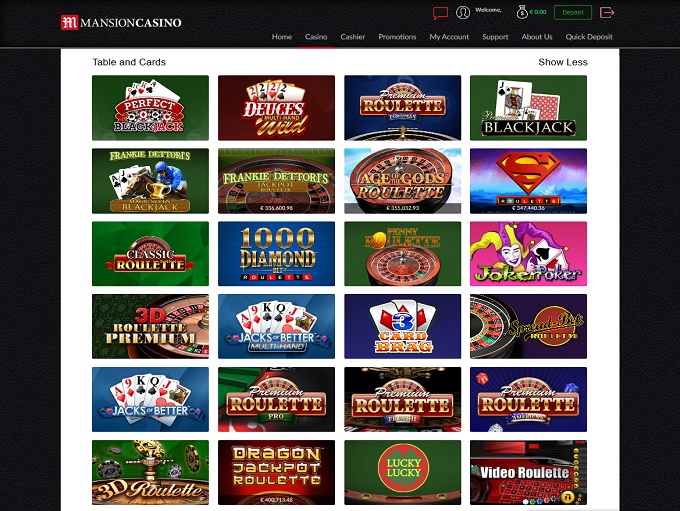 MANSIONCASINO
Welcome,
€ 0.00
Deposit
Home Casino Cashier Promotions My Account Support About Us Quick Deposit
Table and Cards
Show Less
PERFECT
BLACKJACK
DEUCES
MULTI-HAND
Wild
Premium
ROULETTE
Premium
BLACKJACK
FRANKIE DETTORI'S
MAGIC SEVEN
BLACKJACK
FRANKIE DETTORI'S
JACKPOT
ROULETTE
€ 336,600.98
AGE OF THE GODS
ROULETTE
€ 355,032.93
ROULETTE
€ 347,440.36
CLASSIC
ROULETTE
1000
DIAMOND
BET
ROULETTE
PENNY
ROULETTE
Joker Poker
3D
ROULETTE
PREMIUM
JACKS OR BETTER
MULTI-HAND
3
CARD
BRAG
Spread-Bet
ROULETTE
JACKS OR BETTER
Premium
ROULETTE
PRO
Premium
ROULETTE
FRENCH
Premium
ROULETTE
3D Roulette
DRAGON
JACKPOT
ROULETTE
€ 400,713.48
LUCKY
LUCKY
Video Roulette